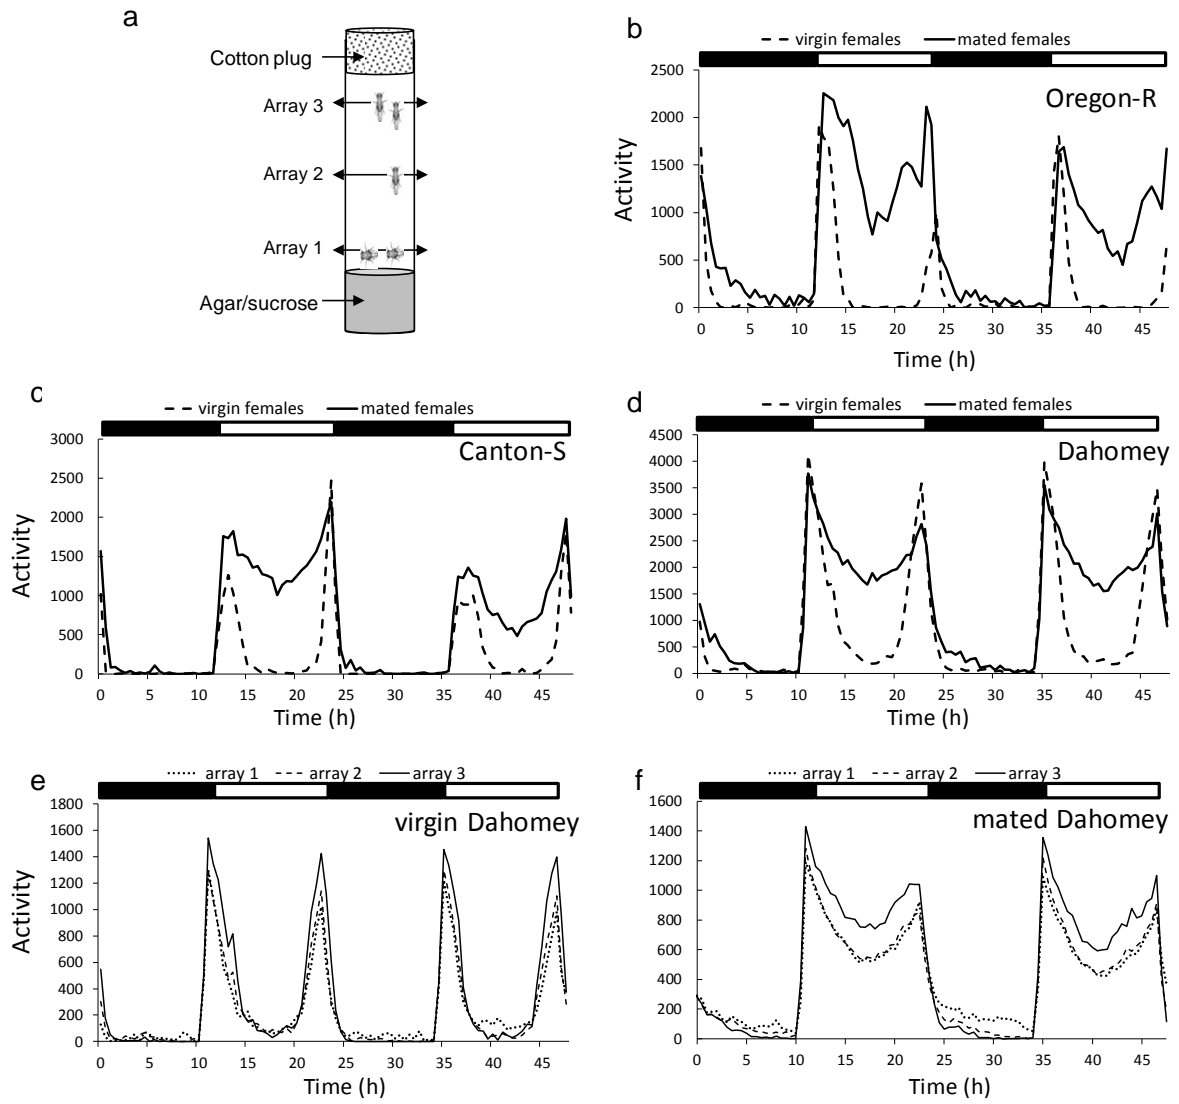 a
Cotton plug
Array 3
Array 2
Array 1
Agar/sucrose
b
virgin females mated females
Oregon-R
Activity
2500
2000
1500
1000
500
0
0 5 10 15 20 25 30 35 40 45
Time (h)
c
virgin females mated females
Canton-S
Activity
3000
2500
2000
1500
1000
500
0
0 5 10 15 20 25 30 35 40 45
Time (h)
d
virgin females mated females
Dahomey
4500
4000
3500
3000
2500
2000
1500
1000
500
0
0 5 10 15 20 25 30 35 40 45
Time (h)
e
array 1 array 2 array 3
virgin Dahomey
Activity
1800
1600
1400
1200
1000
800
600
400
200
0
0 5 10 15 20 25 30 35 40 45
Time (h)
f
array 1 array 2 array 3
mated Dahomey
1600
1400
1200
1000
800
600
400
200
0
0 5 10 15 20 25 30 35 40 45
Time (h)